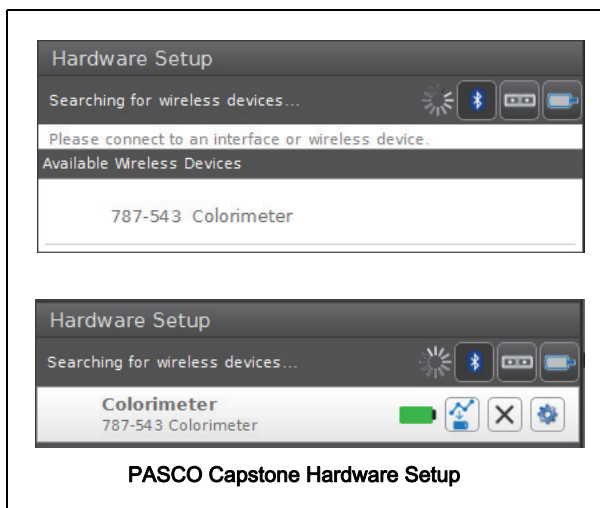 Hardware Setup
Searching for wireless devices...
Please connect to an interface or wireless device.
Available Wireless Devices
787-543 Colorimeter
Hardware Setup
Searching for wireless devices...
Colorimeter
787-543 Colorimeter
PASCO Capstone Hardware Setup